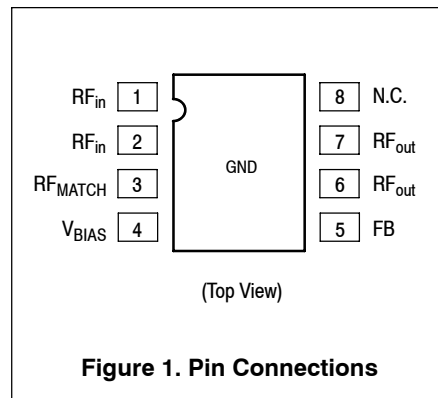 RFin 1 8 N.C.
RFin 2 7 RFout
GND
RFMATCH 3 6 RFout
VBIAS 4 5 FB
(Top View)
Figure 1. Pin Connections